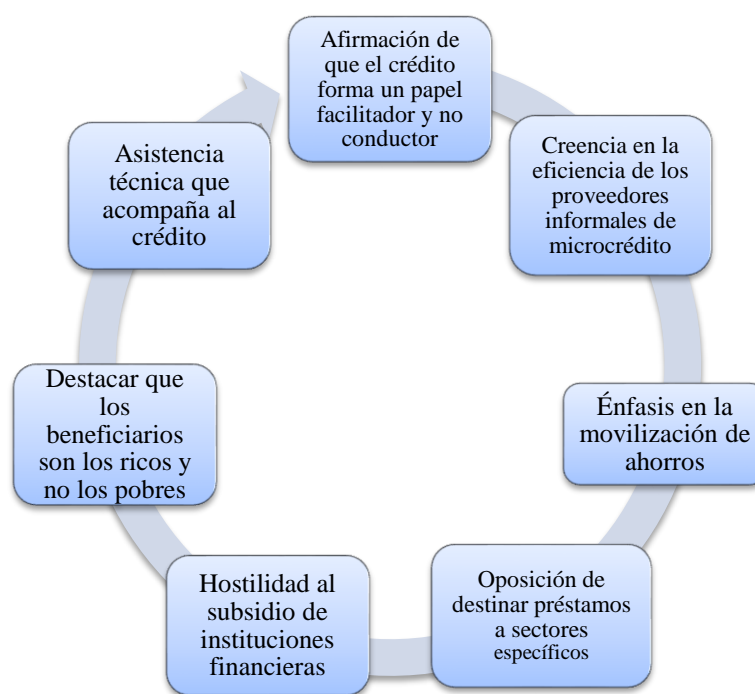 Afirmación de
que el crédito
forma un papel
facilitador y no
conductor
Creencia en la
eficiencia de los
proveedores
informales de
microcrédito
Énfasis en la
movilización de
ahorros
Oposición de
destinar préstamos
a sectores
específicos
Hostilidad al
subsidio de
instituciones
financieras
Destacar que
los
beneficiarios
son los ricos y
no los pobres
Asistencia
técnica que
acompaña al
crédito